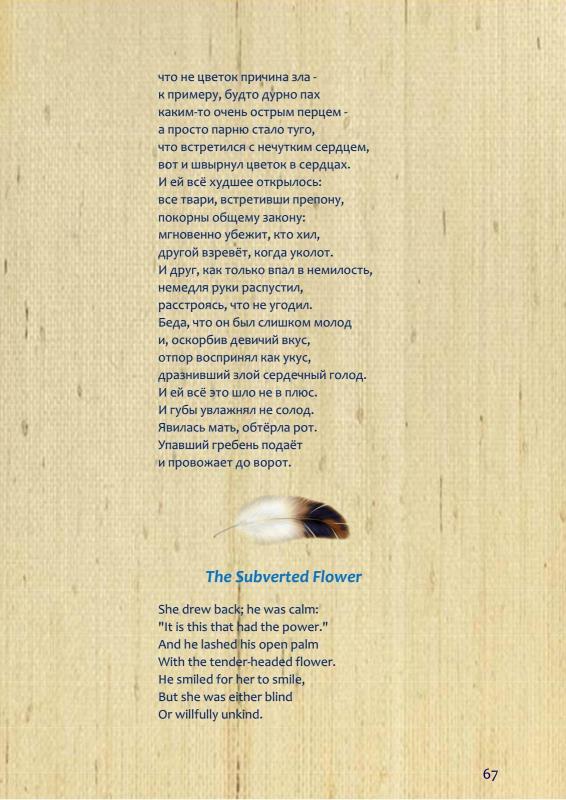 что не цветок причина зла -
к примеру, будто дурно пах
каким-то очень острым перцем -
а просто парню стало туго,
что встретился с нечутким сердцем,
вот и швырнул цветок в сердцах.
И ей всё худшее открылось:
все твари, встретивши препону,
покорны общему закону:
мгновенно убежит, кто хил,
другой взревёт, когда уколот.
И друг, как только впал в немилость,
немедля руки распустил,
расстроясь, что не угодил.
Беда, что он был слишком молод
и, оскорбив девичий вкус,
отпор воспринял как укус,
дразнивший злой сердечный голод.
И ей всё это шло не в плюс.
И губы увлажнял не солод.
Явилась мать, обтёрла рот.
Упавший гребень подаёт
и провожает до ворот.
The Subverted Flower
She drew back; he was calm:
"It is this that had the power."
And he lashed his open palm
With the tender-headed flower.
He smiled for her to smile,
But she was either blind
Or willfully unkind.
67